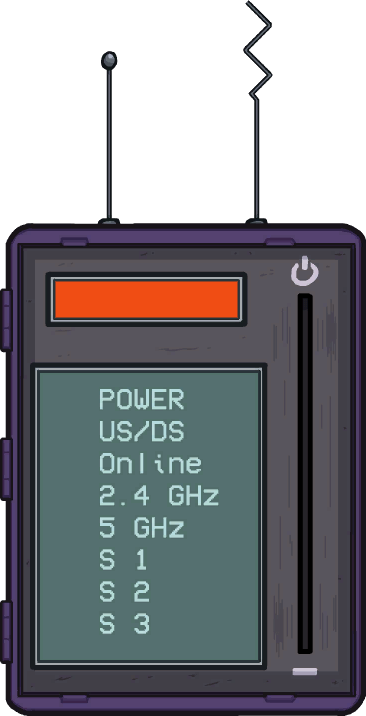 POWER
US/DS
Online
2.4 GHz
5 GHz
S 1
S 2
S 3